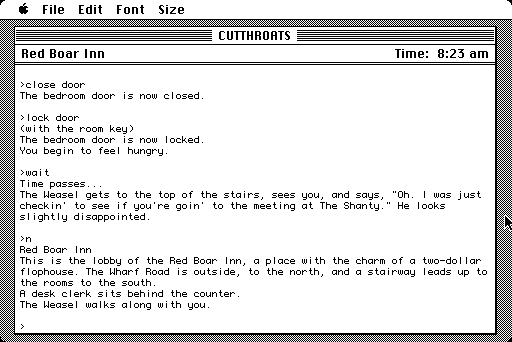 File Edit Font Size
CUTTHROATS
Red Boar Inn Time: 8:23 am
>close door
The bedroom door is now closed.
>lock door
(with the room key)
The bedroom door is now locked.
You begin to feel hungry.
>wait
Time passes...
The Weasel gets to the top of the stairs, sees you, and says, "Oh. I was just
checkin' to see if you're goin' to the meeting at The Shanty." He looks
slightly disappointed.
>n
Red Boar Inn
This is the lobby of the Red Boar Inn, a place with the charm of a two-dollar
flophouse. The Wharf Road is outside, to the north, and a stairway leads up to
the rooms to the south.
A desk clerk sits behind the counter.
The Weasel walks along with you.
>